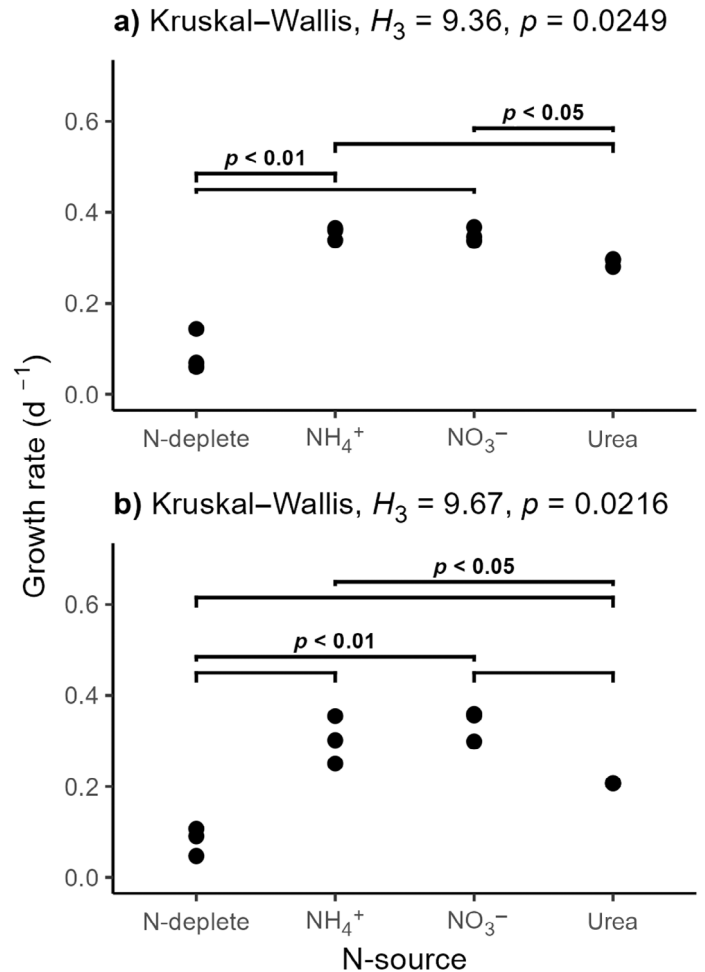 a) Kruskal–Wallis, H₃ = 9.36, p = 0.0249
p < 0.05
0.6
p < 0.01
0.4
0.2
0.0
N-deplete NH₄⁺ NO₃⁻ Urea
Growth rate (d ⁻¹)
b) Kruskal–Wallis, H₃ = 9.67, p = 0.0216
p < 0.05
0.6
p < 0.01
0.4
0.2
0.0
N-deplete NH₄⁺ NO₃⁻ Urea
N-source